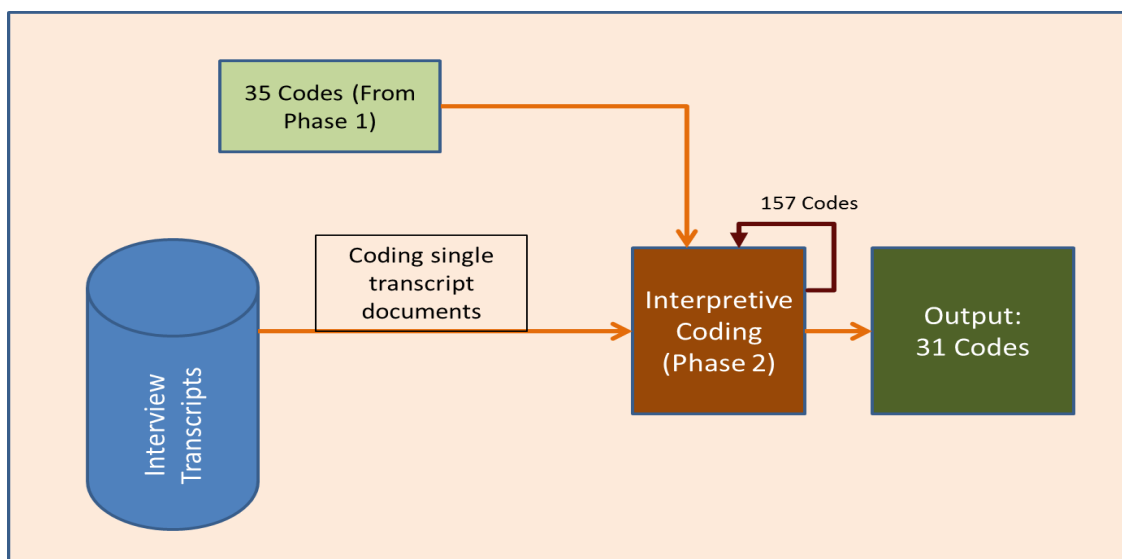 35 Codes (From
Phase 1)
157 Codes
Coding single
transcript
documents
Interpretive
Coding
(Phase 2)
Output:
31 Codes
Interview
Transcripts